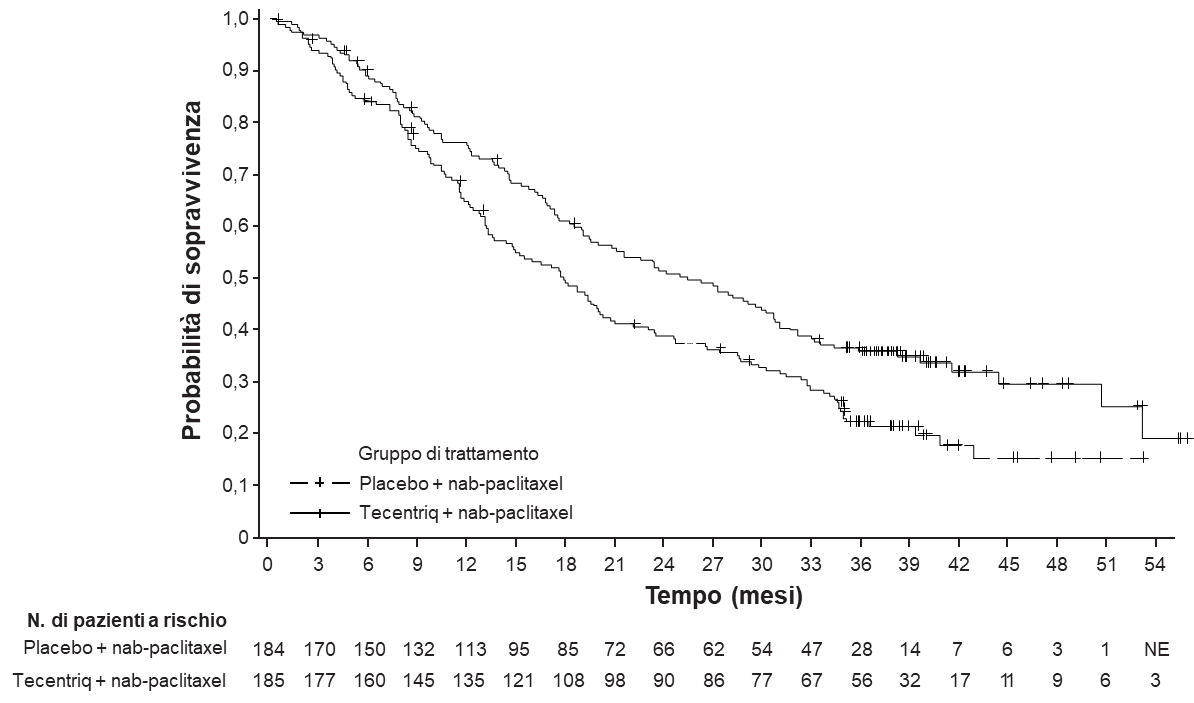 1,0
0,9
0,8
0,7
0,6
0,5
0,4
0,3
0,2
0,1
0
Probabilità di sopravvivenza
Gruppo di trattamento
Placebo + nab-paclitaxel
Tecentriq + nab-paclitaxel
0 3 6 9 12 15 18 21 24 27 30 33 36 39 42 45 48 51 54
Tempo (mesi)
N. di pazienti a rischio
Placebo + nab-paclitaxel 184 170 150 132 113 95 85 72 66 62 54 47 28 14 7 6 3 1 NE
Tecentriq + nab-paclitaxel 185 177 160 145 135 121 108 98 90 86 77 67 56 32 17 11 9 6 3